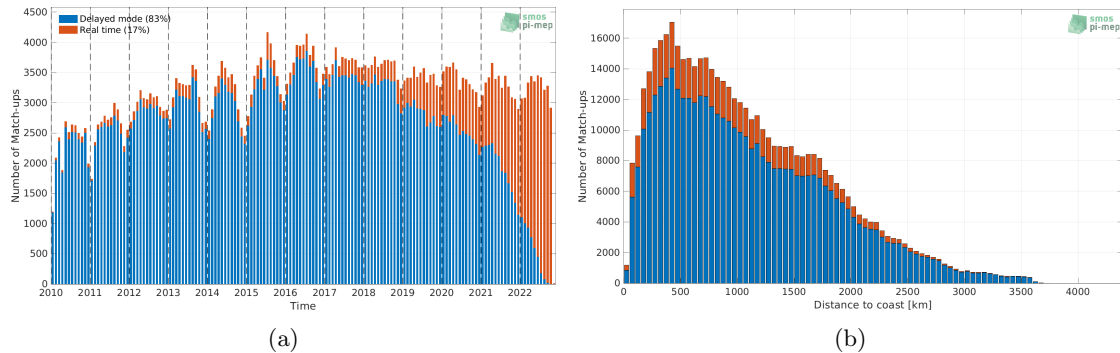 Delayed mode (83%)
Real time (17%)
smos
pi-mep
Number of Match-ups
4500
4000
3500
3000
2500
2000
1500
1000
500
0
2010 2011 2012 2013 2014 2015 2016 2017 2018 2019 2020 2021 2022
Time
(a)
smos
pi-mep
Number of Match-ups
16000
14000
12000
10000
8000
6000
4000
2000
0
0 500 1000 1500 2000 2500 3000 3500 4000
Distance to coast [km]
(b)